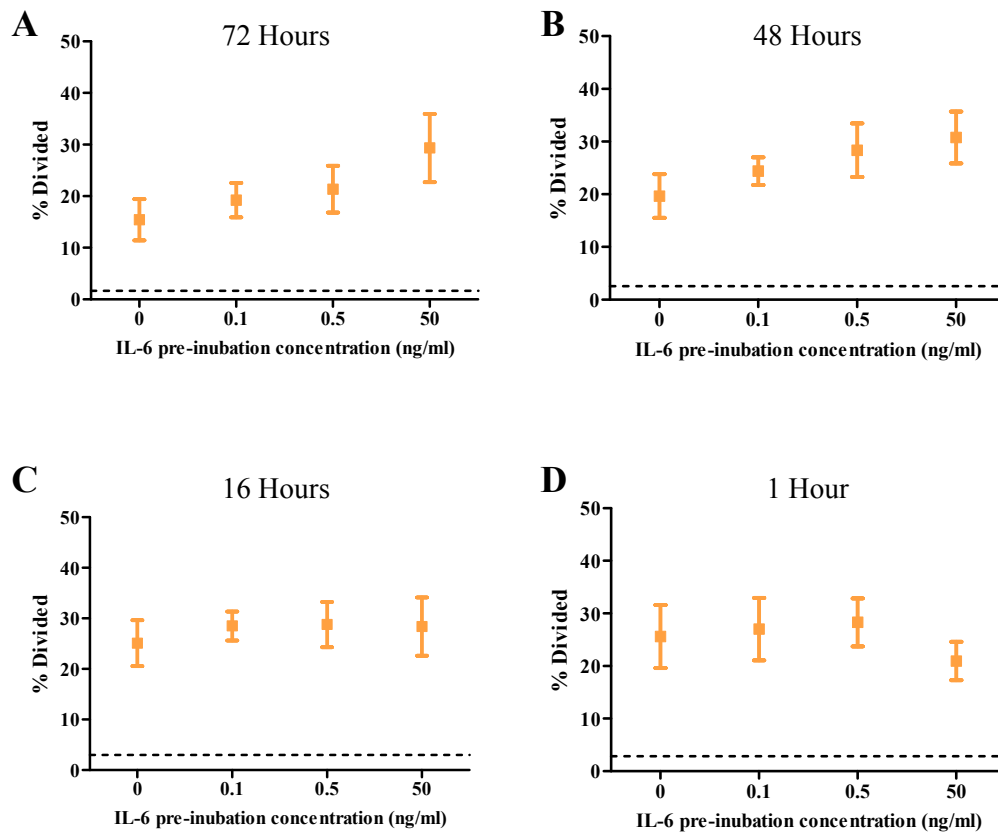 A
72 Hours
50
40
30
20
10
0
% Divided
0 0.1 0.5 50
IL-6 pre-inubation concentration (ng/ml)
B
48 Hours
50
40
30
20
10
0
% Divided
0 0.1 0.5 50
IL-6 pre-inubation concentration (ng/ml)
C
16 Hours
50
40
30
20
10
0
% Divided
0 0.1 0.5 50
IL-6 pre-inubation concentration (ng/ml)
D
1 Hour
50
40
30
20
10
0
% Divided
0 0.1 0.5 50
IL-6 pre-inubation concentration (ng/ml)